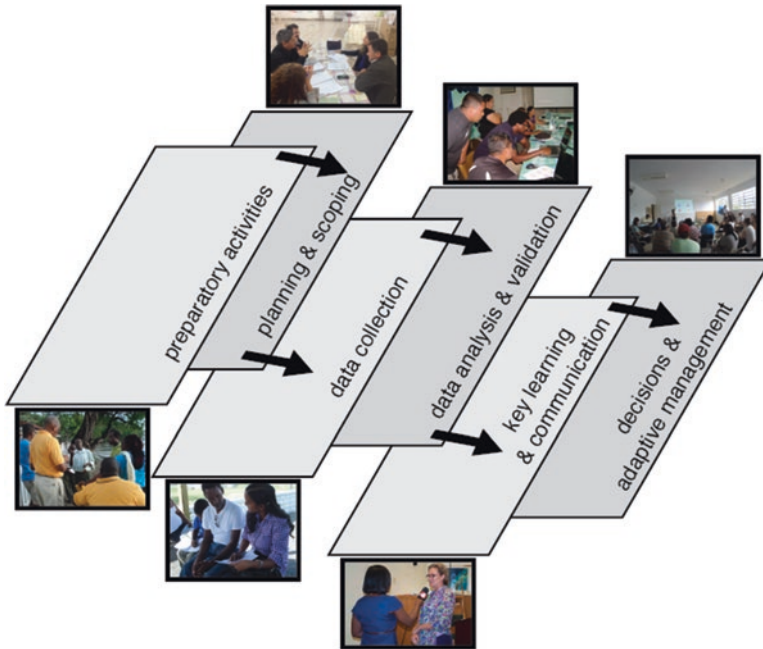 preparatory activities
planning & scoping
data collection
data analysis & validation
key learning
& communication
decisions &
adaptive management